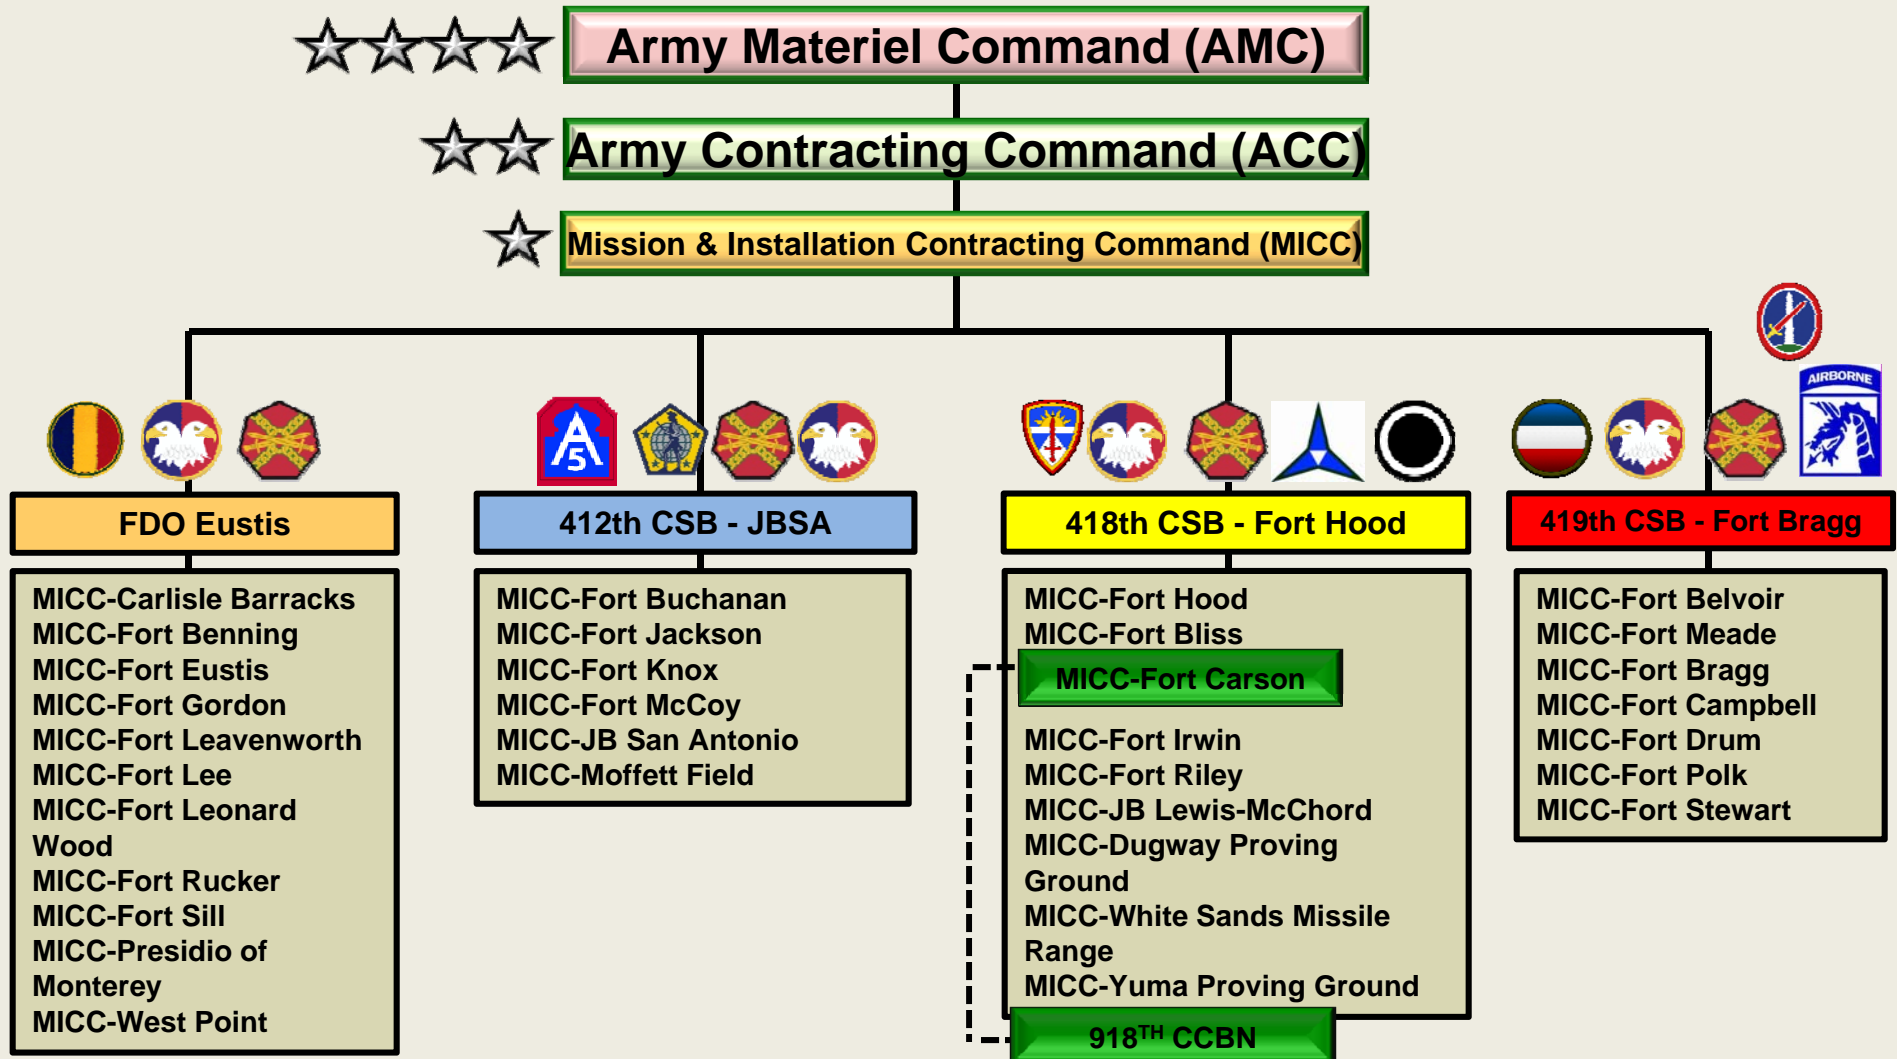 Army Materiel Command (AMC)
Army Contracting Command (ACC)
Mission & Installation Contracting Command (MICC)
AIRBORNE
A
5
FDO Eustis
MICC-Carlisle Barracks
MICC-Fort Benning
MICC-Fort Eustis
MICC-Fort Gordon
MICC-Fort Leavenworth
MICC-Fort Lee
MICC-Fort Leonard
Wood
MICC-Fort Rucker
MICC-Fort Sill
MICC-Presidio of
Monterey
MICC-West Point
412th CSB - JBSA
MICC-Fort Buchanan
MICC-Fort Jackson
MICC-Fort Knox
MICC-Fort McCoy
MICC-JB San Antonio
MICC-Moffett Field
418th CSB - Fort Hood
MICC-Fort Hood
MICC-Fort Bliss
MICC-Fort Carson
MICC-Fort Irwin
MICC-Fort Riley
MICC-JB Lewis-McChord
MICC-Dugway Proving
Ground
MICC-White Sands Missile
Range
MICC-Yuma Proving Ground
918TH CCBN
419th CSB - Fort Bragg
MICC-Fort Belvoir
MICC-Fort Meade
MICC-Fort Bragg
MICC-Fort Campbell
MICC-Fort Drum
MICC-Fort Polk
MICC-Fort Stewart